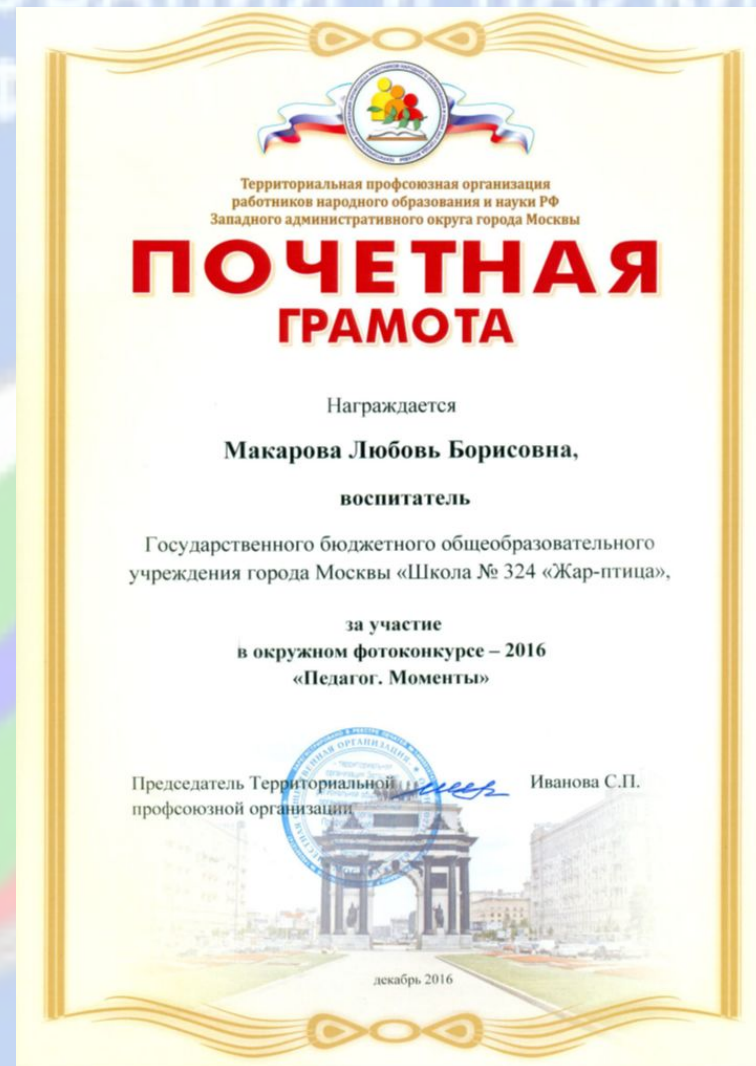 Территориальная профсоюзная организация
работников народного образования и науки РФ
Западного административного округа города Москвы
ПОЧЕТНАЯ
ГРАМОТА
Награждается
Макарова Любовь Борисовна,
воспитатель
Государственного бюджетного общеобразовательного
учреждения города Москвы «Школа № 324 «Жар-птица»,
за участие
в окружном фотоконкурсе – 2016
«Педагог. Моменты»
Председатель Территориальной
профсоюзной организации
Иванова С.П.
декабрь 2016